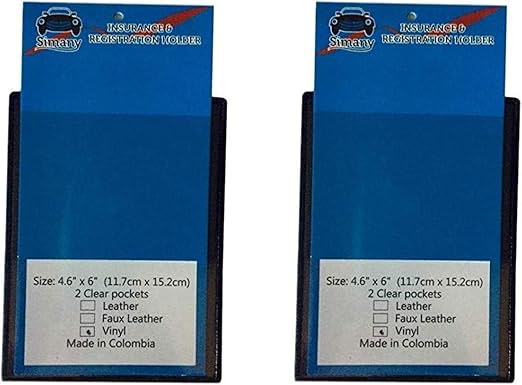 INSURANCE &
Simary REGISTRATION HOLDER
Size: 4.6" x 6" (11.7cm x 15.2cm)
2 Clear pockets
Leather
Faux Leather
Vinyl
Made in Colombia
INSURANCE &
Simary REGISTRATION HOLDER
Size: 4.6" x 6" (11.7cm x 15.2cm)
2 Clear pockets
Leather
Faux Leather
Vinyl
Made in Colombia